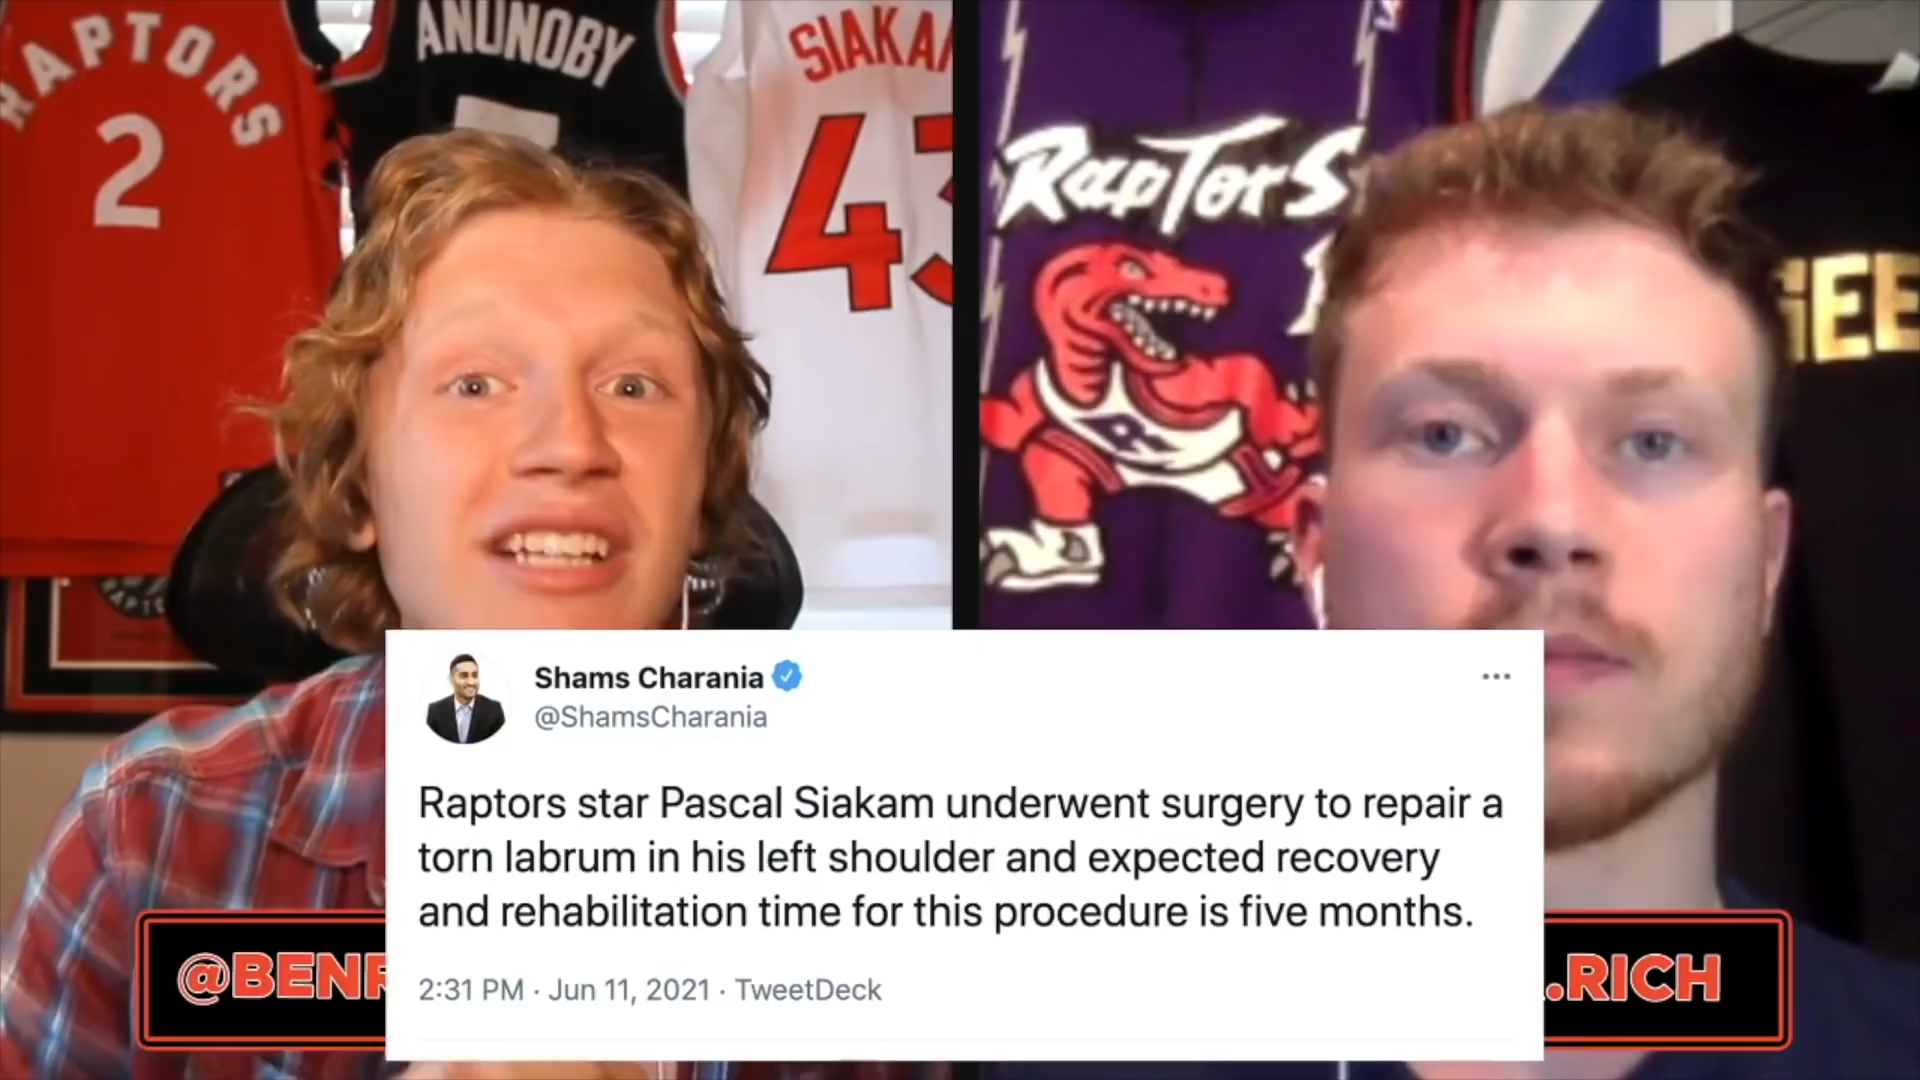 RAPTORS
2
ANUNOBY
SIAKA
43
RapTorS
GEE
Shams Charania
@ShamsCharania
Raptors star Pascal Siakam underwent surgery to repair a
torn labrum in his left shoulder and expected recovery
and rehabilitation time for this procedure is five months.
2:31 PM · Jun 11, 2021 · TweetDeck
@BEN
.RICH